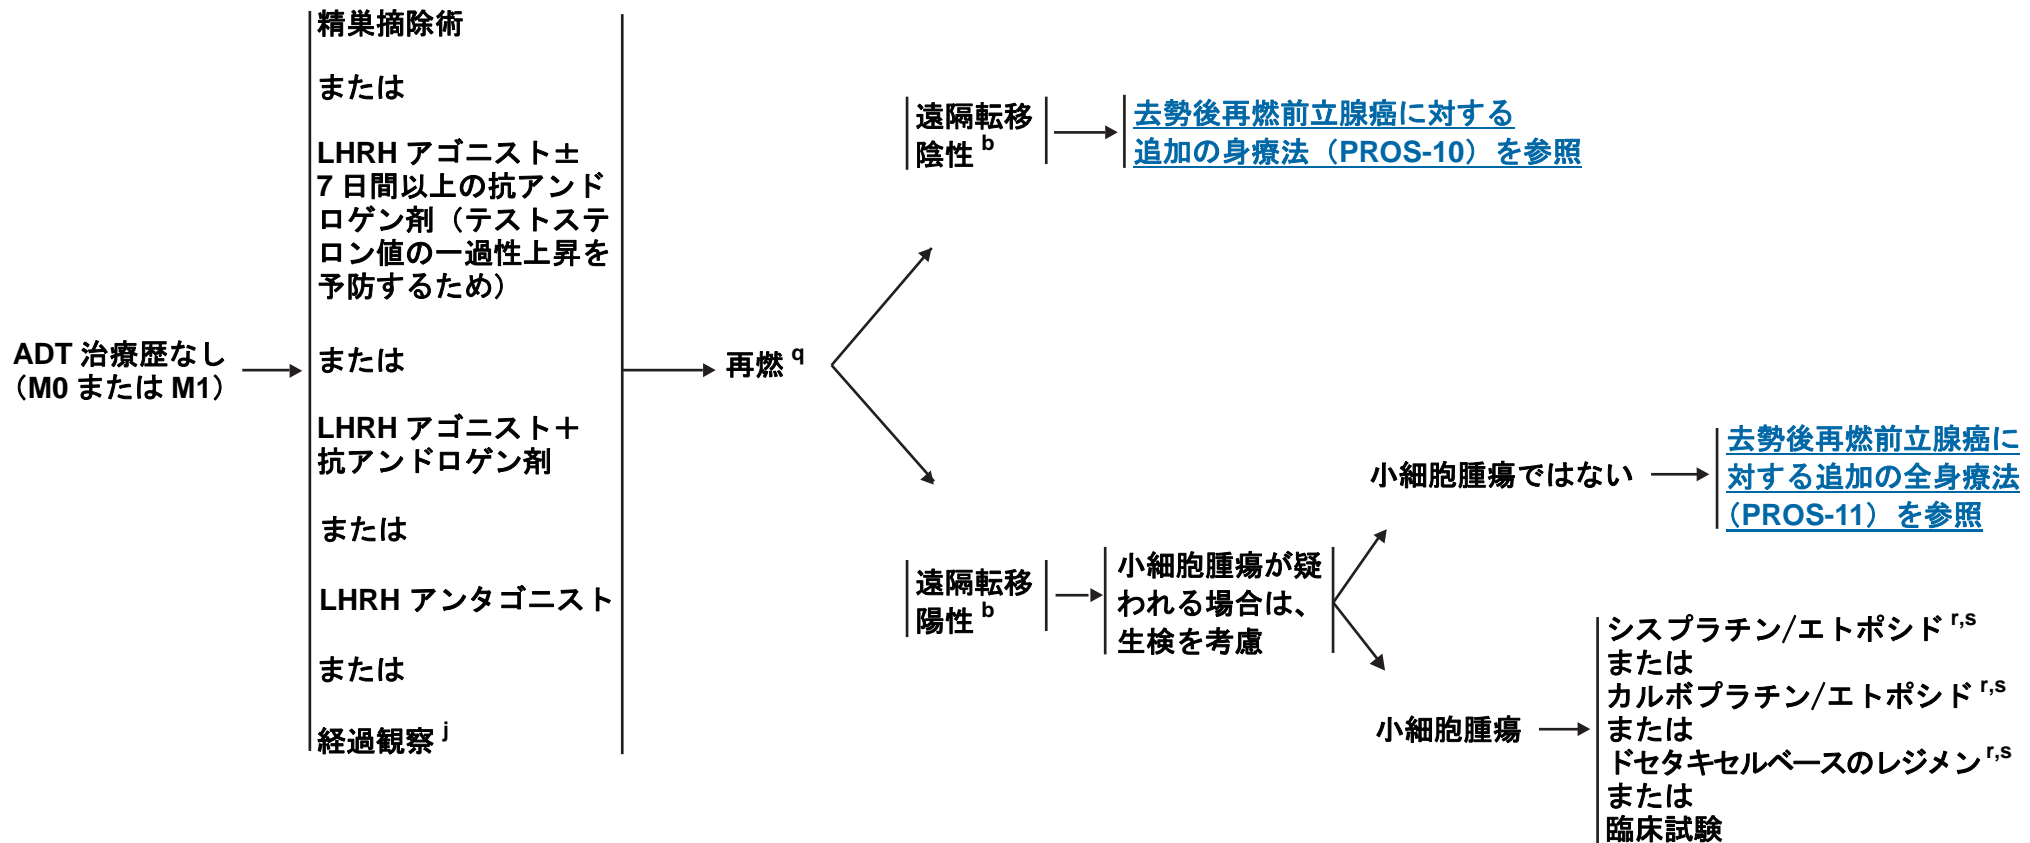 ADT 治療歴なし
（M0 または M1）
精巣摘除術
または
LHRH アゴニスト±
7 日間以上の抗アンド
ロゲン剤（テストステ
ロン値の一過性上昇を
予防するため）
または
LHRH アゴニスト＋
抗アンドロゲン剤
または
LHRH アンタゴニスト
または
経過観察 j
再燃 q
遠隔転移
陰性 b
去勢後再燃前立腺癌に対する
追加の身療法（PROS-10）を参照
遠隔転移
陽性 b
小細胞腫瘍が疑
われる場合は、
生検を考慮
小細胞腫瘍ではない
去勢後再燃前立腺癌に
対する追加の全身療法
（PROS-11）を参照
小細胞腫瘍
シスプラチン/エトポシド r,s
または
カルボプラチン/エトポシド r,s
または
ドセタキセルベースのレジメン r,s
または
臨床試験